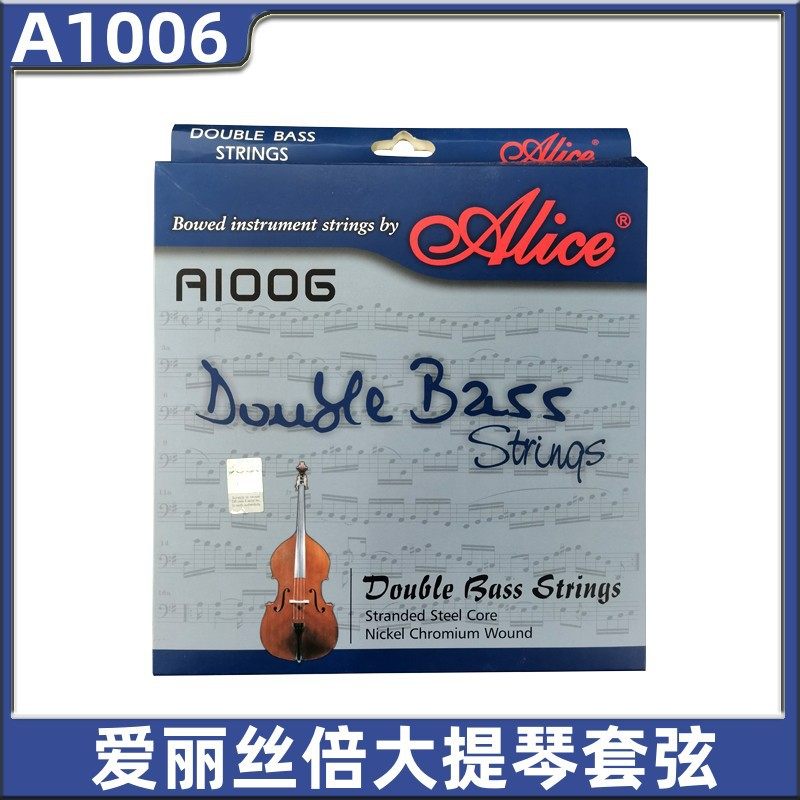 A1006
DOUBLE BASS
STRINGS
Alice®
Bowed instrument strings by
Alice®
A1006
Double Bass
Strings
Double Bass Strings
Stranded Steel Core
Nickel Chromium Wound
爱丽丝倍大提琴套弦